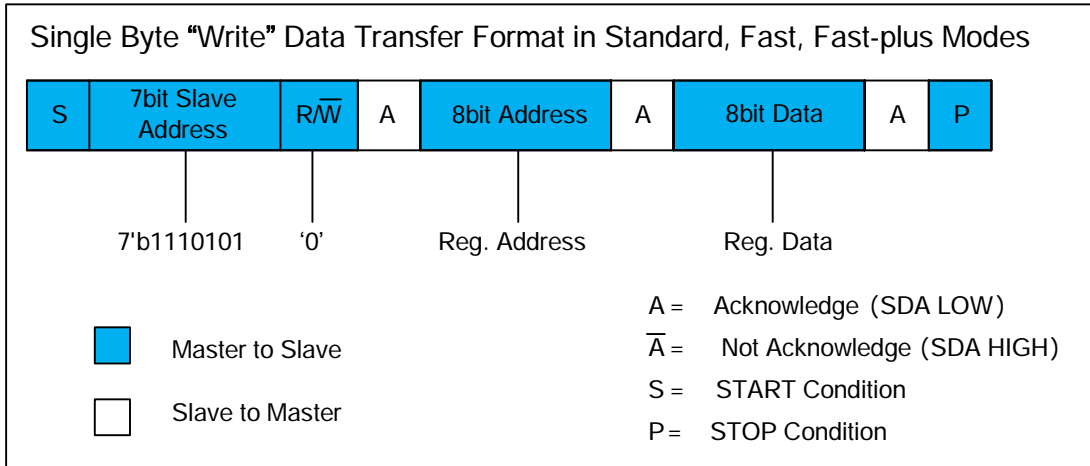 Single Byte “Write” Data Transfer Format in Standard, Fast, Fast-plus Modes
S 7bit Slave Address R/W̅ A 8bit Address A 8bit Data A P
7'b1110101 ‘0’ Reg. Address Reg. Data
A = Acknowledge (SDA LOW)
A̅ = Not Acknowledge (SDA HIGH)
S = START Condition
P = STOP Condition
Master to Slave
Slave to Master